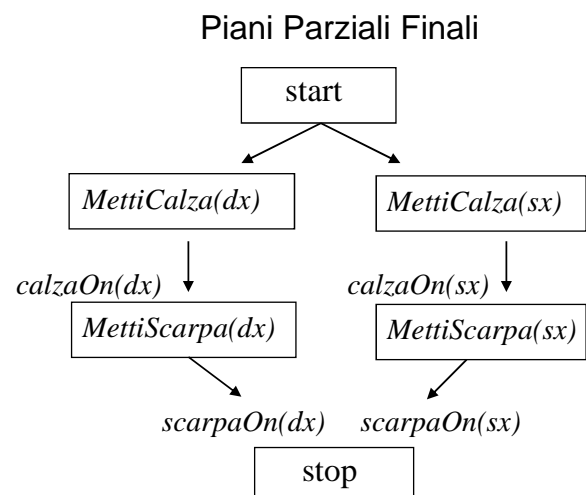 Piani Parziali Finali
start
MettiCalza(dx)
MettiCalza(sx)
calzaOn(dx)
calzaOn(sx)
MettiScarpa(dx)
MettiScarpa(sx)
scarpaOn(dx)
scarpaOn(sx)
stop